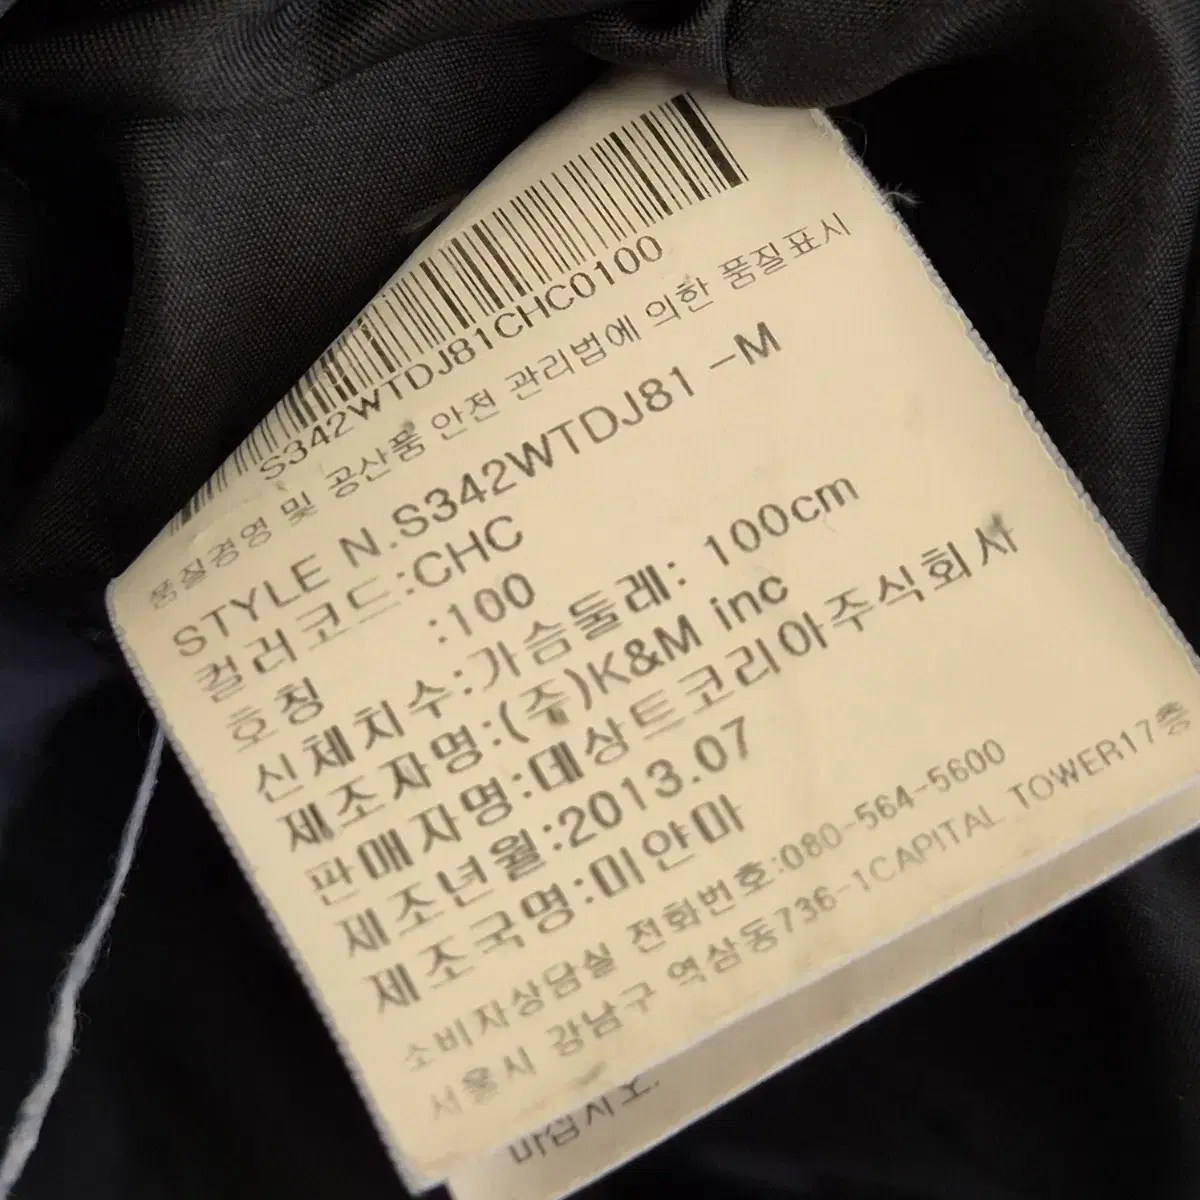 S342WTDJ81CHC0100
품질경영 및 공산품 안전 관리법에 의한 품질표시
STYLE N.S342WTDJ81 -M
컬러코드:CHC
호칭 :100
신체치수:가슴둘레: 100cm
제조자명:(주)K&M inc
판매자명:데상트코리아주식회사
제조년월:2013.07
제조국명:미얀마
소비자상담실 전화번호:080-564-5600
서울시 강남구 역삼동736-1CAPITAL TOWER17층
마십시오.